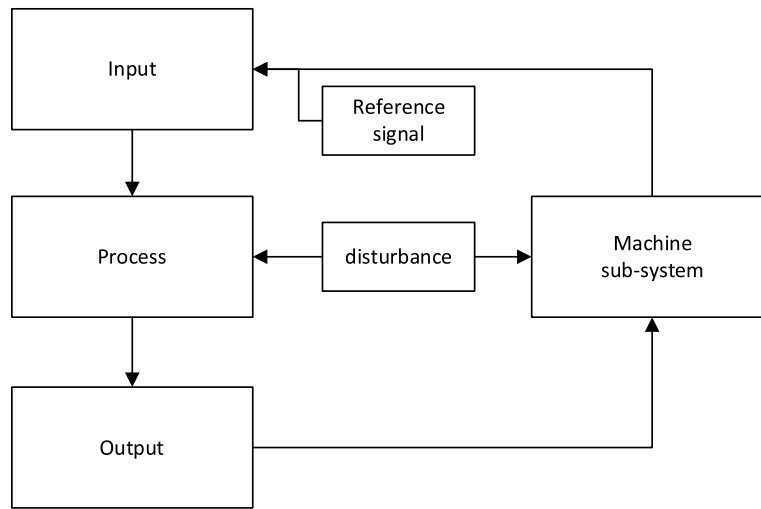 Input
Reference
signal
Process
disturbance
Machine
sub-system
Output